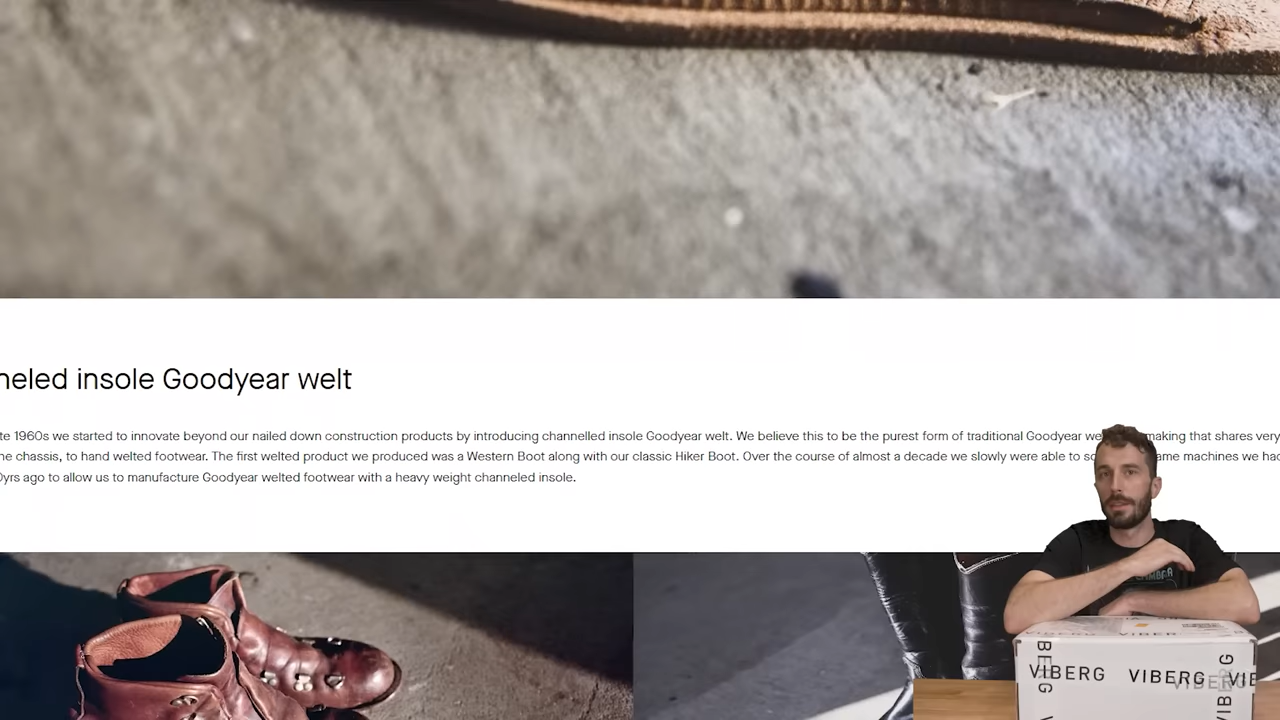 neled insole Goodyear welt
te 1960s we started to innovate beyond our nailed down construction products by introducing channelled insole Goodyear welt. We believe this to be the purest form of traditional Goodyear we making that shares very
ne chassis, to hand welted footwear. The first welted product we produced was a Western Boot along with our classic Hiker Boot. Over the course of almost a decade we slowly were able to so ame machines we had
0yrs ago to allow us to manufacture Goodyear welted footwear with a heavy weight channeled insole.
VIBERG VIBERG VIE